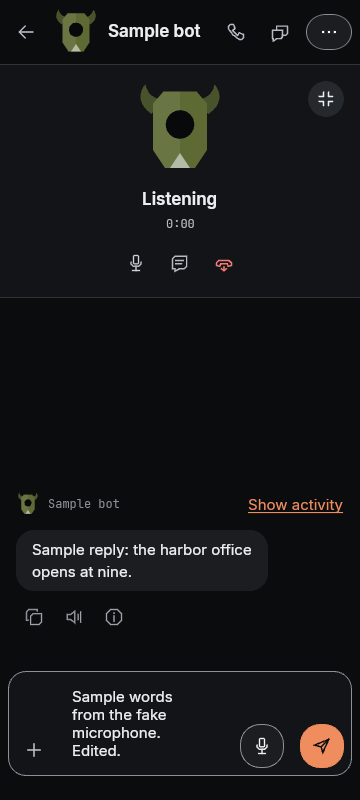 Sample bot
Listening
0:00
Sample bot
Show activity
Sample reply: the harbor office
opens at nine.
Sample words
from the fake
microphone.
Edited.